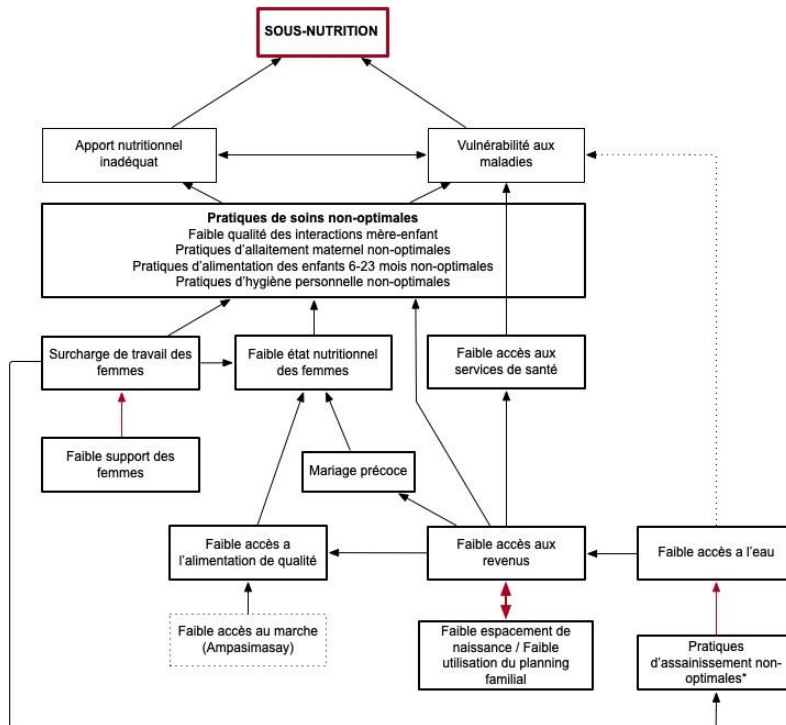 SOUS-NUTRITION
Apport nutritionnel
inadéquat
Vulnérabilité aux
maladies
Pratiques de soins non-optimales
Faible qualité des interactions mère-enfant
Pratiques d'allaitement maternel non-optimales
Pratiques d'alimentation des enfants 6-23 mois non-optimales
Pratiques d'hygiène personnelle non-optimales
Surcharge de travail des
femmes
Faible état nutritionnel
des femmes
Faible accès aux
services de santé
Faible support des
femmes
Mariage précoce
Faible accès a
l'alimentation de qualité
Faible accès aux
revenus
Faible accès a l'eau
Faible accès au marche
(Ampasimasay)
Faible espacement de
naissance / Faible
utilisation du planning
familial
Pratiques
d'assainissement non-
optimales*